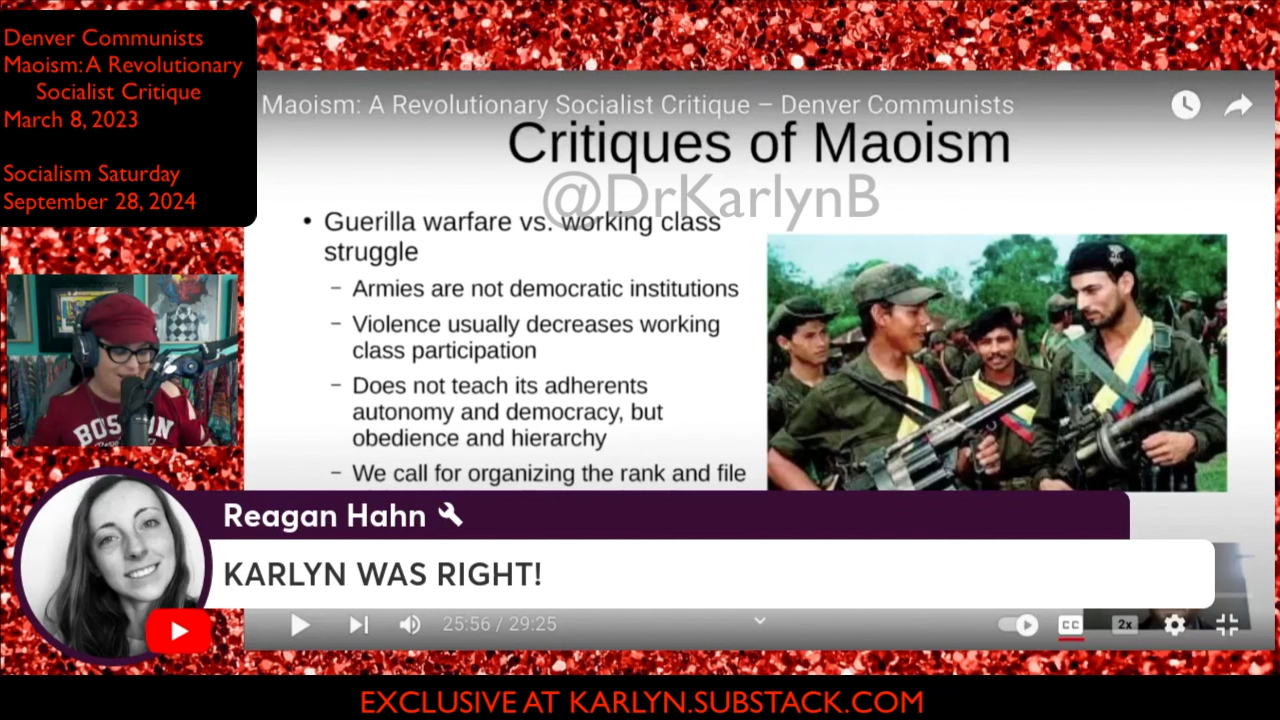 Denver Communists
Maoism: A Revolutionary
Socialist Critique
March 8, 2023
Socialism Saturday
September 28, 2024
Maoism: A Revolutionary Socialist Critique – Denver Communists
Critiques of Maoism
@DrKarlynB
• Guerilla warfare vs. working class
struggle
– Armies are not democratic institutions
– Violence usually decreases working
class participation
– Does not teach its adherents
autonomy and democracy, but
obedience and hierarchy
– We call for organizing the rank and file
Reagan Hahn
KARLYN WAS RIGHT!
25:56 / 29:25
CC
2x
EXCLUSIVE AT KARLYN.SUBSTACK.COM